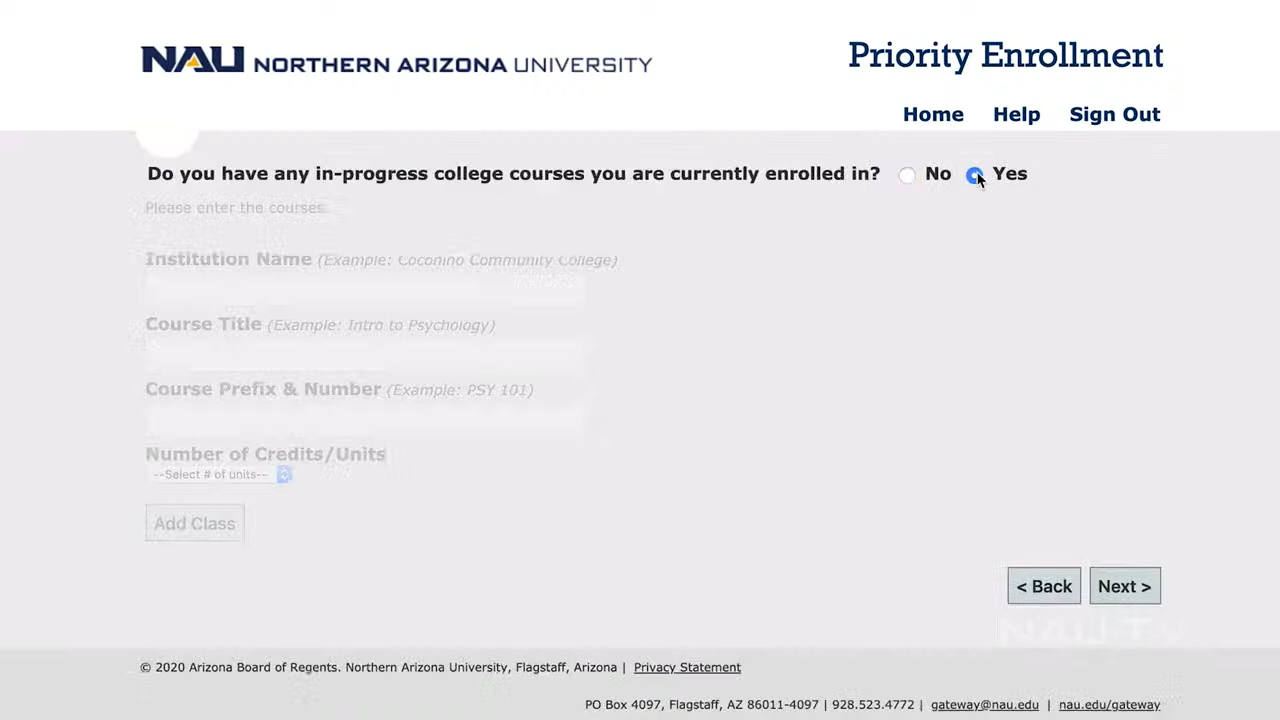 NAU NORTHERN ARIZONA UNIVERSITY
Priority Enrollment
Home Help Sign Out
Do you have any in-progress college courses you are currently enrolled in? No Yes
Please enter the courses.
Institution Name (Example: Coconino Community College)
Course Title (Example: Intro to Psychology)
Course Prefix & Number (Example: PSY 101)
Number of Credits/Units
--Select # of units--
Add Class
< Back Next >
NAU-TV
© 2020 Arizona Board of Regents. Northern Arizona University, Flagstaff, Arizona | Privacy Statement
PO Box 4097, Flagstaff, AZ 86011-4097 | 928.523.4772 | gateway@nau.edu | nau.edu/gateway